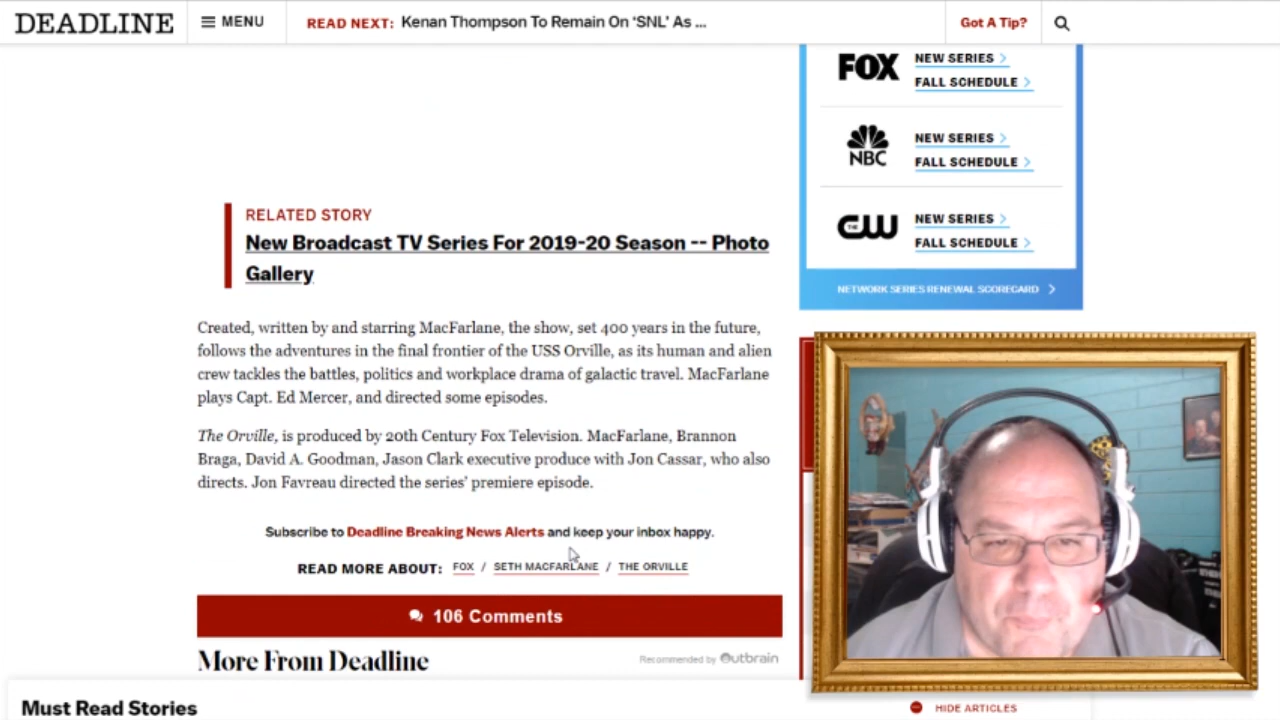 DEADLINE
MENU
READ NEXT: Kenan Thompson To Remain On ‘SNL’ As ...
Got A Tip?
FOX
NEW SERIES >
FALL SCHEDULE >
NBC
NEW SERIES >
FALL SCHEDULE >
THE CW
NEW SERIES >
FALL SCHEDULE >
NETWORK SERIES RENEWAL SCORECARD >
RELATED STORY
New Broadcast TV Series For 2019-20 Season -- Photo
Gallery
Created, written by and starring MacFarlane, the show, set 400 years in the future,
follows the adventures in the final frontier of the USS Orville, as its human and alien
crew tackles the battles, politics and workplace drama of galactic travel. MacFarlane
plays Capt. Ed Mercer, and directed some episodes.
The Orville, is produced by 20th Century Fox Television. MacFarlane, Brannon
Braga, David A. Goodman, Jason Clark executive produce with Jon Cassar, who also
directs. Jon Favreau directed the series’ premiere episode.
Subscribe to Deadline Breaking News Alerts and keep your inbox happy.
READ MORE ABOUT: FOX / SETH MACFARLANE / THE ORVILLE
106 Comments
More From Deadline
Recommended by Outbrain
Must Read Stories
HIDE ARTICLES